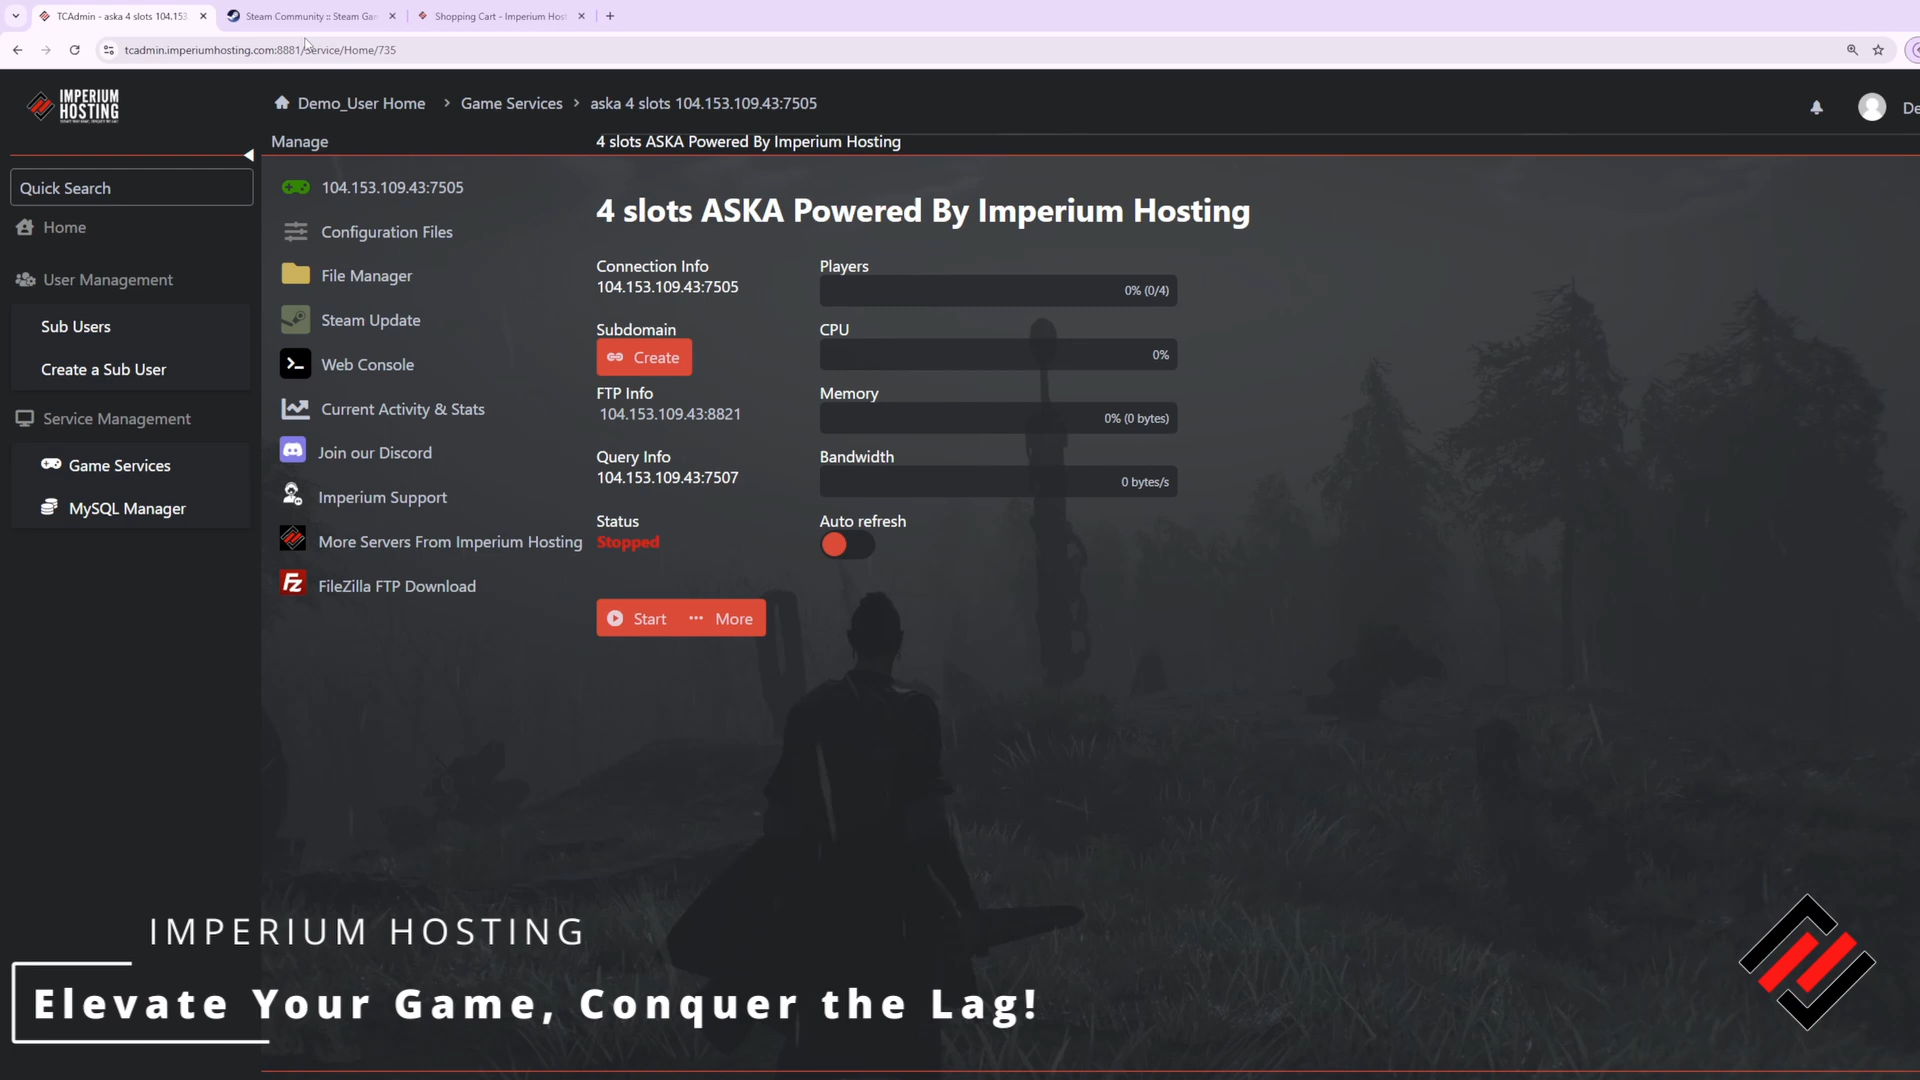 TCAdmin - aska 4 slots 104.153.
Steam Community :: Steam Gam
Shopping Cart - Imperium Host
tcadmin.imperiumhosting.com:8881/Service/Home/735
IMPERIUM
HOSTING
Demo_User Home > Game Services > aska 4 slots 104.153.109.43:7505
De
Manage
4 slots ASKA Powered By Imperium Hosting
Quick Search
Home
User Management
Sub Users
Create a Sub User
Service Management
Game Services
MySQL Manager
104.153.109.43:7505
Configuration Files
File Manager
Steam Update
Web Console
Current Activity & Stats
Join our Discord
Imperium Support
More Servers From Imperium Hosting
FileZilla FTP Download
4 slots ASKA Powered By Imperium Hosting
Connection Info
104.153.109.43:7505
Subdomain
Create
FTP Info
104.153.109.43:8821
Query Info
104.153.109.43:7507
Status
Stopped
Players
0% (0/4)
CPU
0%
Memory
0% (0 bytes)
Bandwidth
0 bytes/s
Auto refresh
Start
More
IMPERIUM HOSTING
Elevate Your Game, Conquer the Lag!